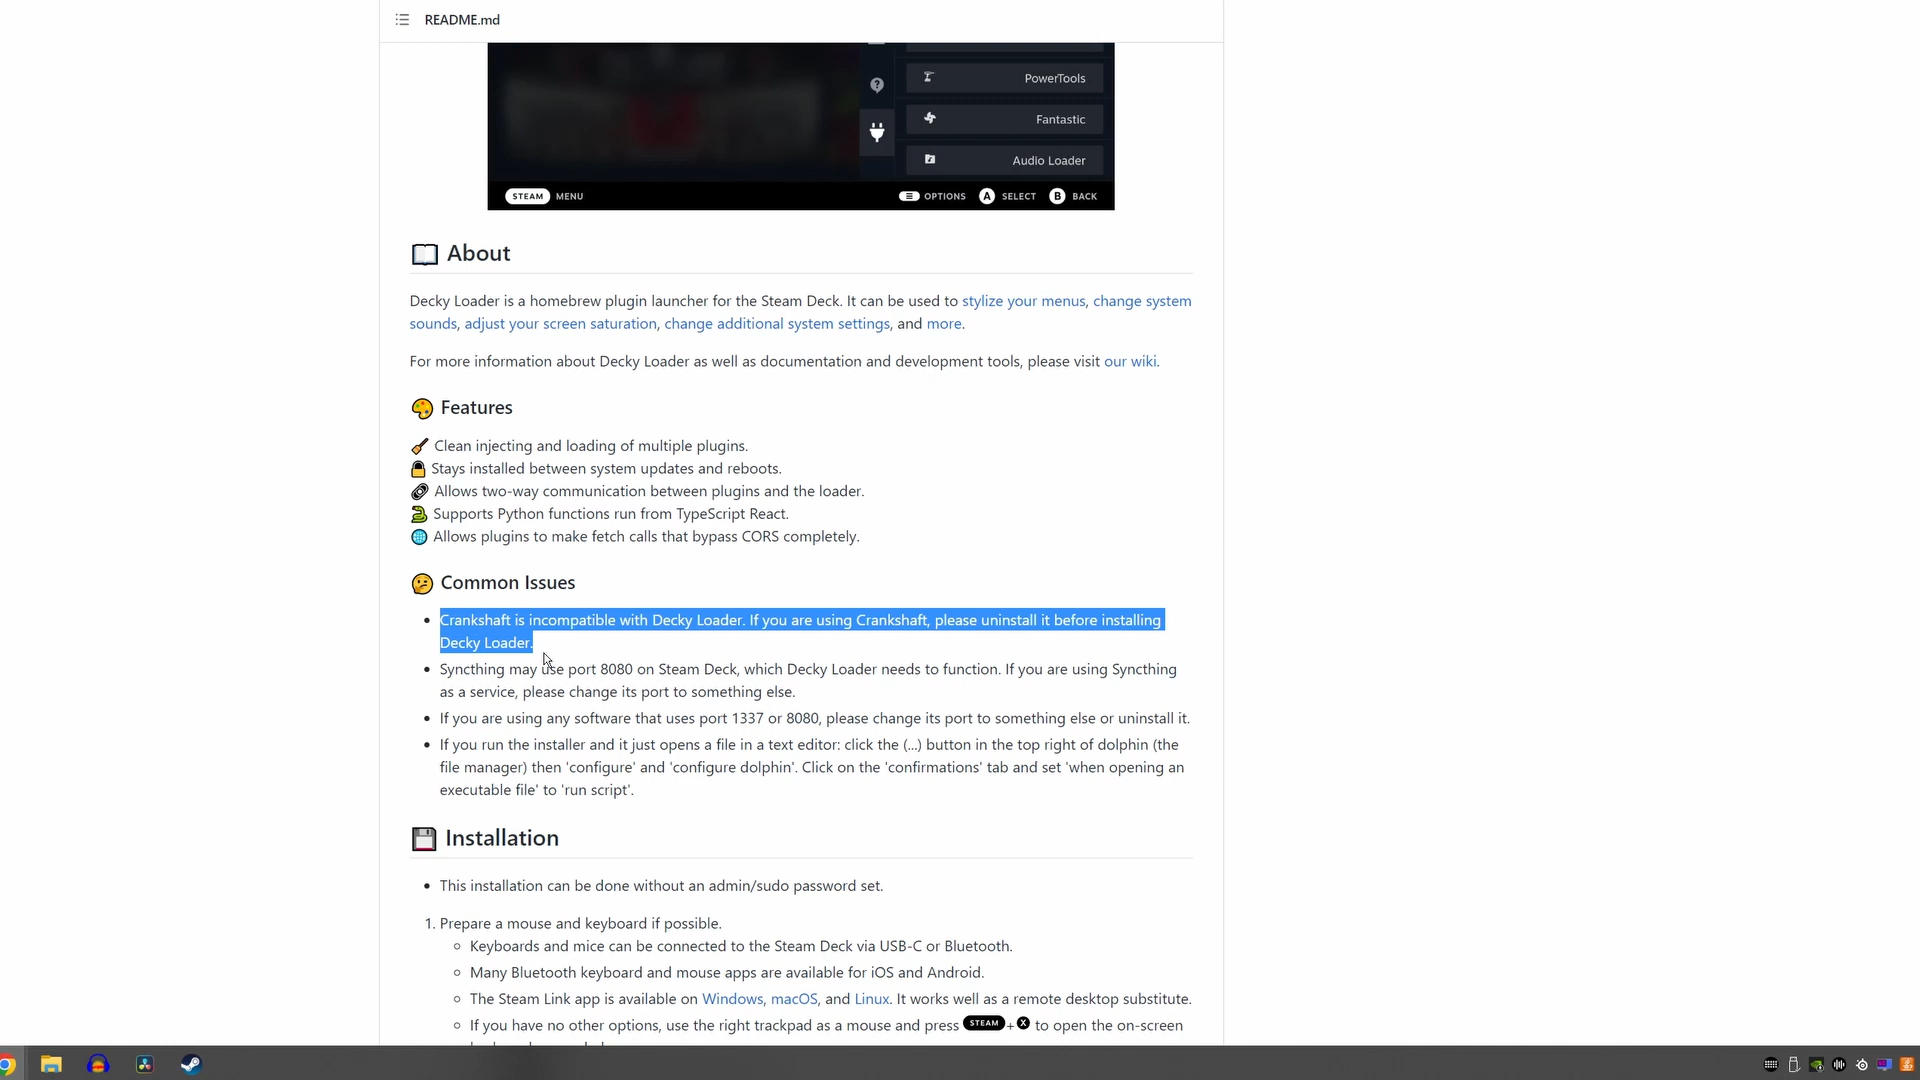 README.md
PowerTools
Fantastic
Audio Loader
STEAM MENU OPTIONS A SELECT B BACK
About
Decky Loader is a homebrew plugin launcher for the Steam Deck. It can be used to stylize your menus, change system
sounds, adjust your screen saturation, change additional system settings, and more.
For more information about Decky Loader as well as documentation and development tools, please visit our wiki.
Features
Clean injecting and loading of multiple plugins.
Stays installed between system updates and reboots.
Allows two-way communication between plugins and the loader.
Supports Python functions run from TypeScript React.
Allows plugins to make fetch calls that bypass CORS completely.
Common Issues
• Crankshaft is incompatible with Decky Loader. If you are using Crankshaft, please uninstall it before installing
Decky Loader.
• Syncthing may use port 8080 on Steam Deck, which Decky Loader needs to function. If you are using Syncthing
as a service, please change its port to something else.
• If you are using any software that uses port 1337 or 8080, please change its port to something else or uninstall it.
• If you run the installer and it just opens a file in a text editor: click the (...) button in the top right of dolphin (the
file manager) then 'configure' and 'configure dolphin'. Click on the 'confirmations' tab and set 'when opening an
executable file' to 'run script'.
Installation
• This installation can be done without an admin/sudo password set.
1. Prepare a mouse and keyboard if possible.
◦ Keyboards and mice can be connected to the Steam Deck via USB-C or Bluetooth.
◦ Many Bluetooth keyboard and mouse apps are available for iOS and Android.
◦ The Steam Link app is available on Windows, macOS, and Linux. It works well as a remote desktop substitute.
◦ If you have no other options, use the right trackpad as a mouse and press STEAM+X to open the on-screen